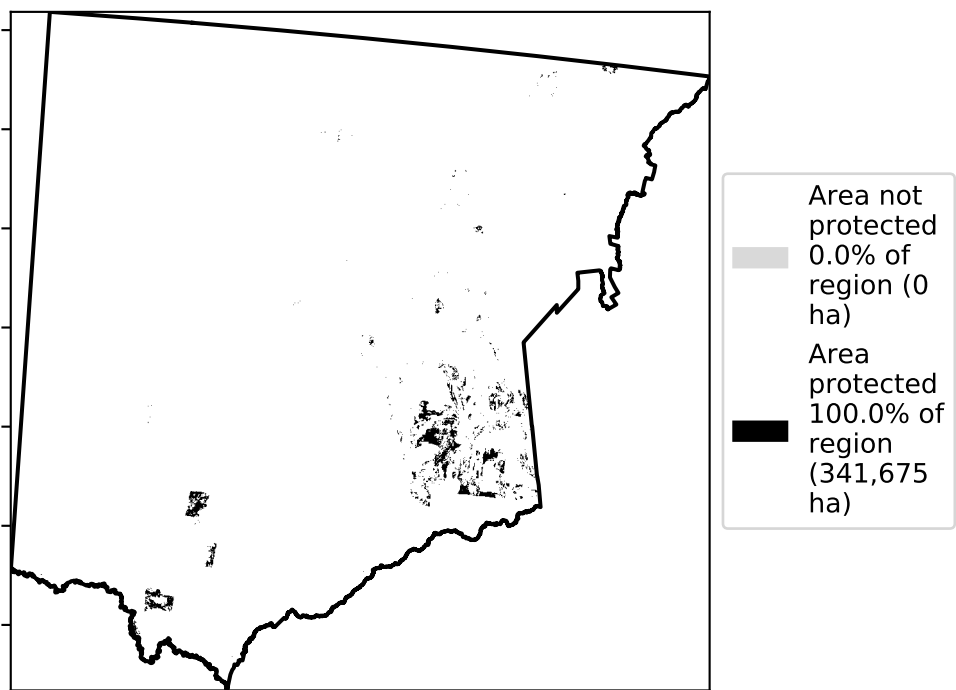 Area not
protected
0.0% of
region (0
ha)
Area
protected
100.0% of
region
(341,675
ha)